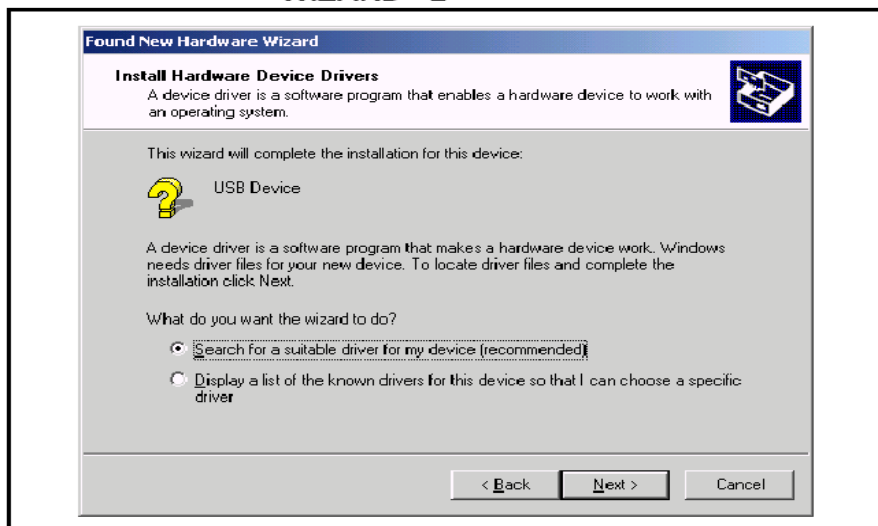 Found New Hardware Wizard
Install Hardware Device Drivers
A device driver is a software program that enables a hardware device to work with
an operating system.
This wizard will complete the installation for this device:
USB Device
A device driver is a software program that makes a hardware device work. Windows
needs driver files for your new device. To locate driver files and complete the
installation click Next.
What do you want the wizard to do?
Search for a suitable driver for my device (recommended)
Display a list of the known drivers for this device so that I can choose a specific
driver
< Back Next > Cancel